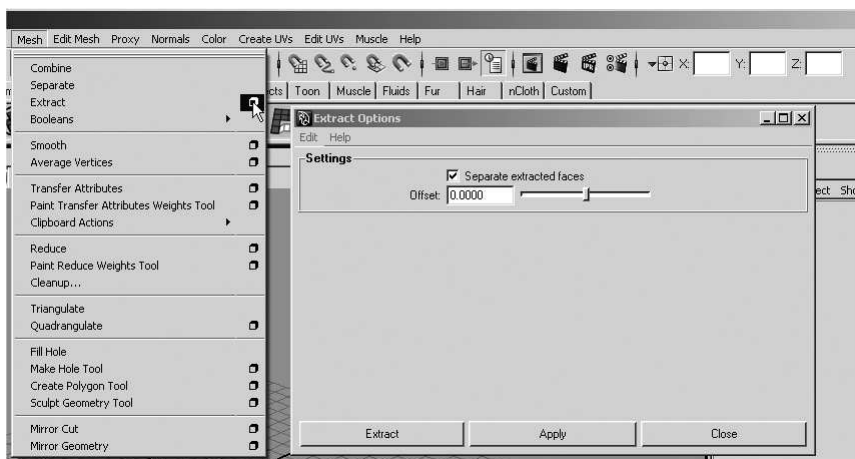 Mesh Edit Mesh Proxy Normals Color Create UVs Edit UVs Muscle Help
X: Y: Z:
Toon Muscle Fluids Fur Hair nCloth Custom
Combine
Separate
Extract
Booleans
Smooth
Average Vertices
Transfer Attributes
Paint Transfer Attributes Weights Tool
Clipboard Actions
Reduce
Paint Reduce Weights Tool
Cleanup...
Triangulate
Quadrangulate
Fill Hole
Make Hole Tool
Create Polygon Tool
Sculpt Geometry Tool
Mirror Cut
Mirror Geometry
Extract Options
Edit Help
Settings
Separate extracted faces
Offset: 0.0000
Extract Apply Close